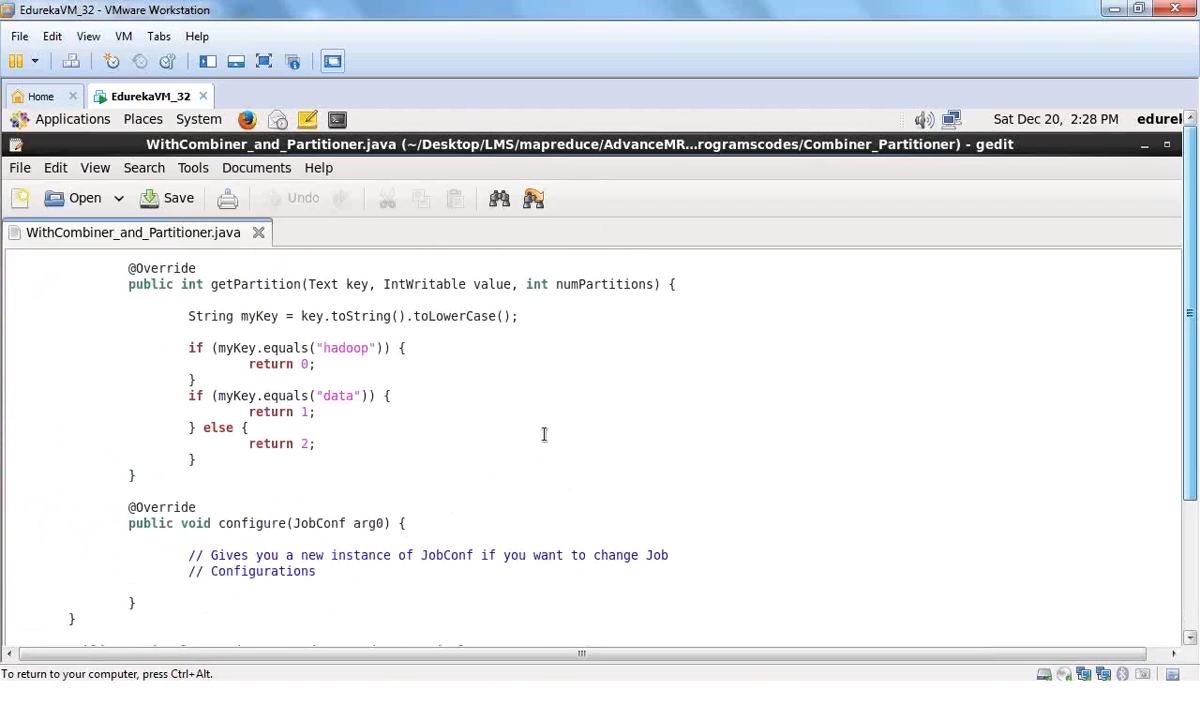 EdurekaVM_32 - VMware Workstation
File Edit View VM Tabs Help
Home EdurekaVM_32
Applications Places System Sat Dec 20, 2:28 PM edurel
WithCombiner_and_Partitioner.java (~/Desktop/LMS/mapreduce/AdvanceMR...rogramscodes/Combiner_Partitioner) - gedit
File Edit View Search Tools Documents Help
Open Save Undo
WithCombiner_and_Partitioner.java
@Override
public int getPartition(Text key, IntWritable value, int numPartitions) {
String myKey = key.toString().toLowerCase();
if (myKey.equals("hadoop")) {
return 0;
}
if (myKey.equals("data")) {
return 1;
} else {
return 2;
}
}
@Override
public void configure(JobConf arg0) {
// Gives you a new instance of JobConf if you want to change Job
// Configurations
}
}
To return to your computer, press Ctrl+Alt.